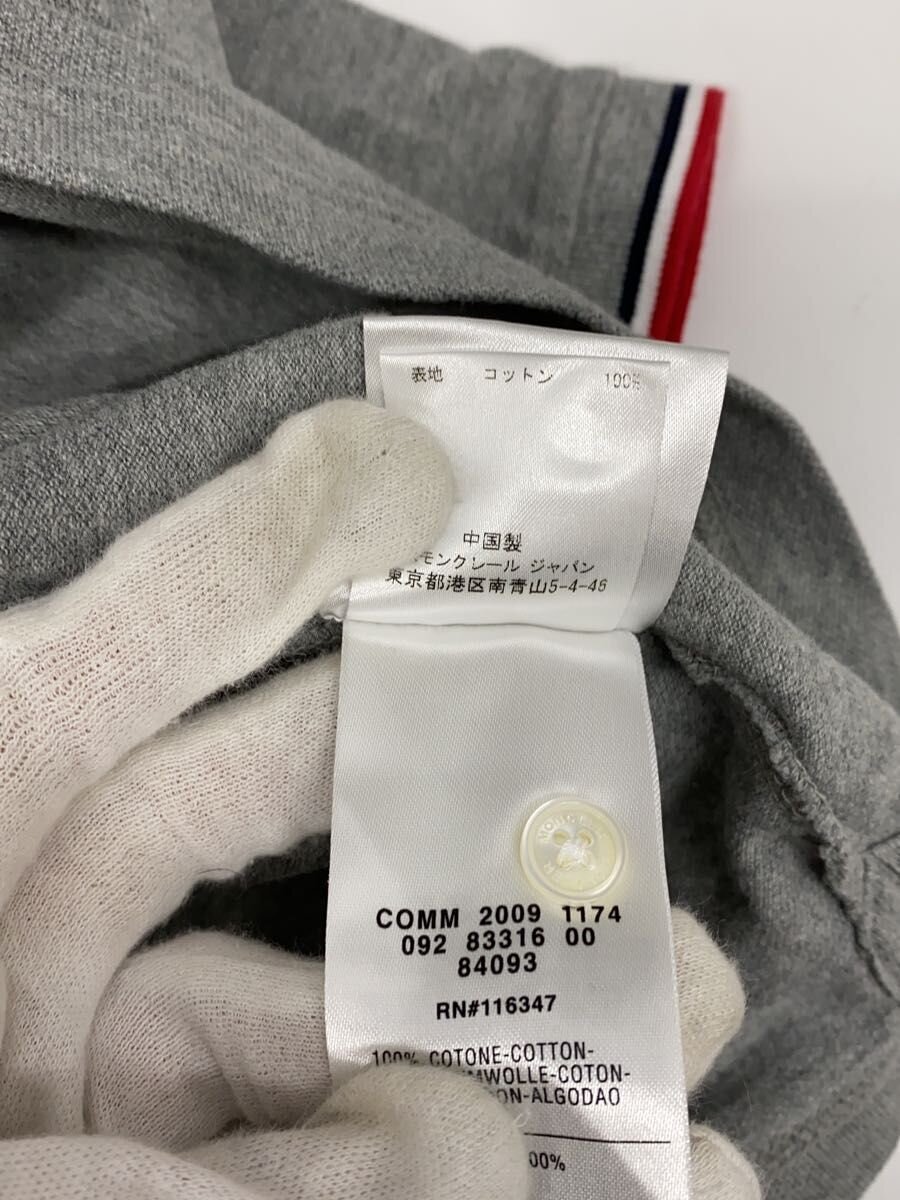 表地 コットン 100%
中国製
モンクレール ジャパン
東京都港区南青山5-4-46
MONCLER
COMM 2009 1174
092 83316 00
84093
RN#116347
100% COTONE-COTTON-
MWOLLE-COTON-
ON-ALGODAO
00%